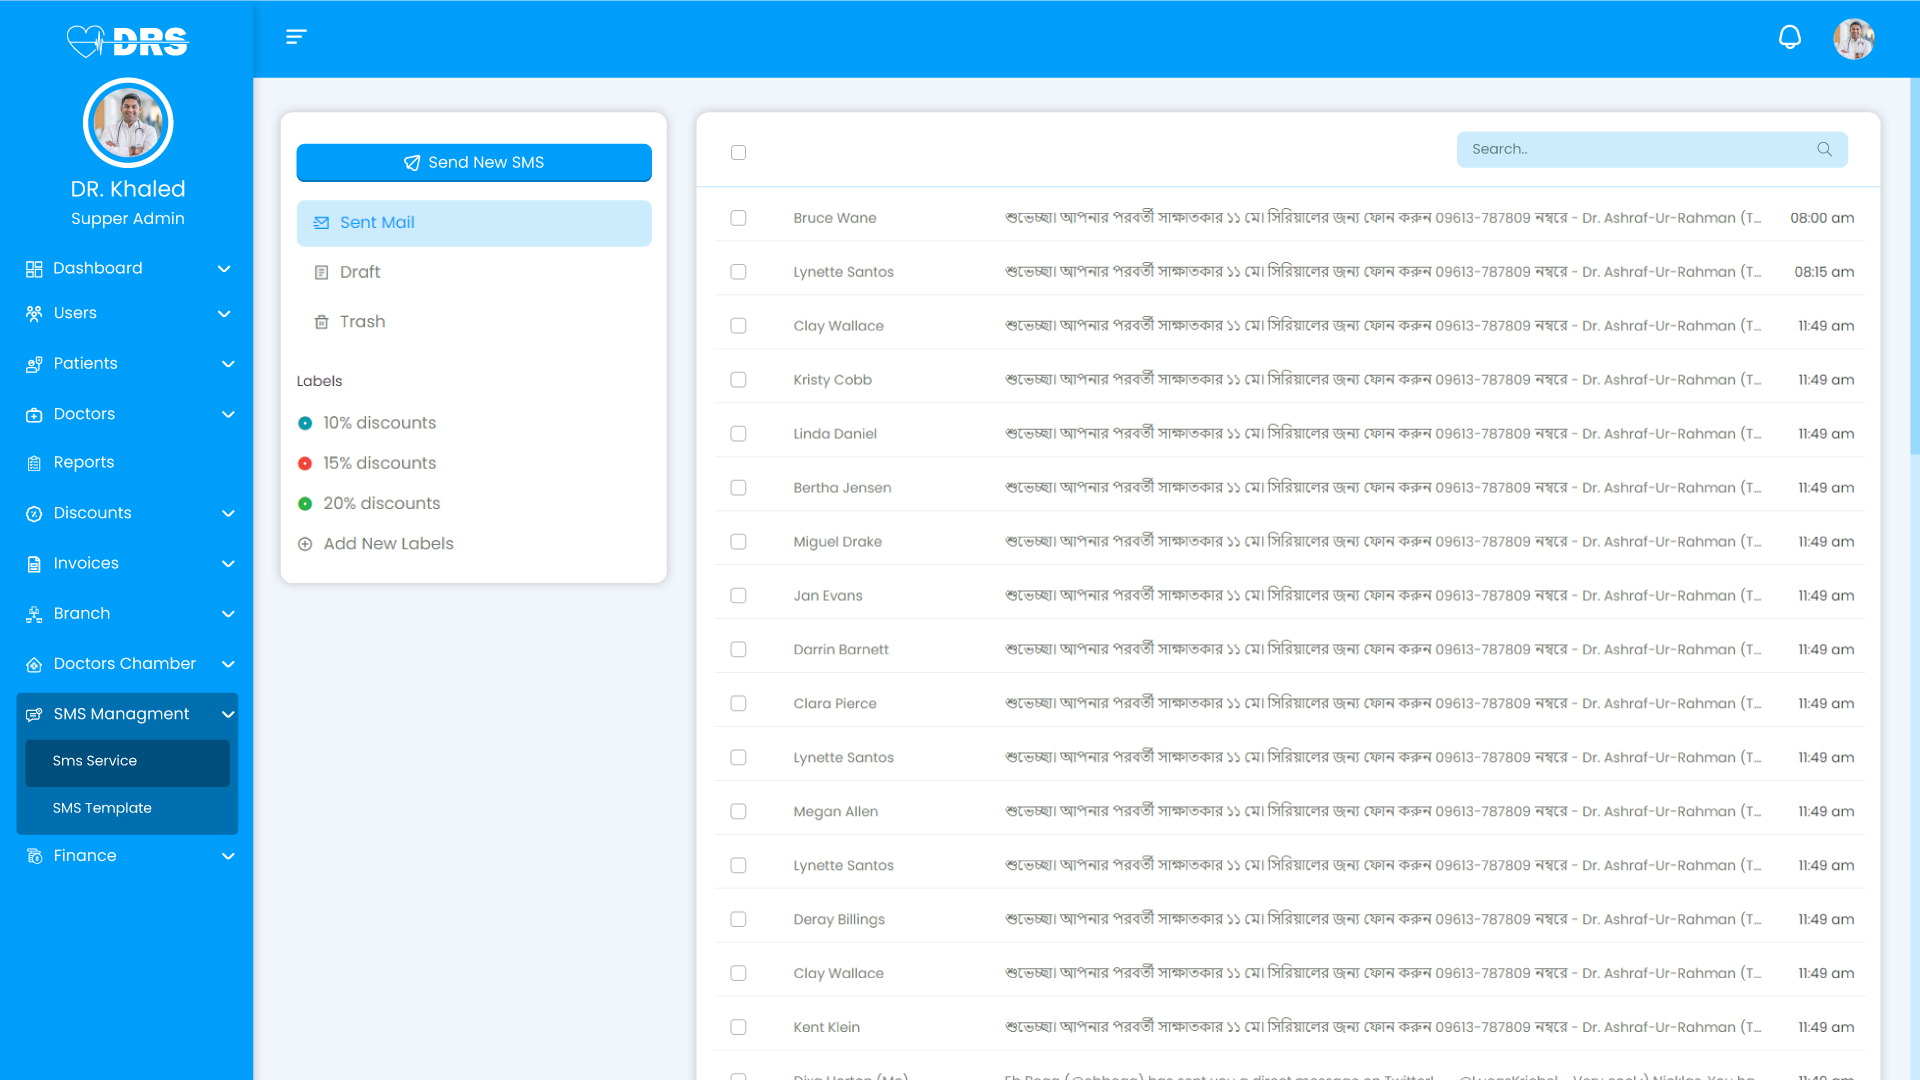 DRS
DR. Khaled
Supper Admin
Dashboard
Users
Patients
Doctors
Reports
Discounts
Invoices
Branch
Doctors Chamber
SMS Managment
Sms Service
SMS Template
Finance
Send New SMS
Sent Mail
Draft
Trash
Labels
10% discounts
15% discounts
20% discounts
Add New Labels
Search..
Bruce Wane শুভেচ্ছা। আপনার পরবর্তী সাক্ষাতকার ১১ মে। সিরিয়ালের জন্য ফোন করুন 09613-787809 নম্বরে - Dr. Ashraf-Ur-Rahman (T... 08:00 am
Lynette Santos শুভেচ্ছা। আপনার পরবর্তী সাক্ষাতকার ১১ মে। সিরিয়ালের জন্য ফোন করুন 09613-787809 নম্বরে - Dr. Ashraf-Ur-Rahman (T... 08:15 am
Clay Wallace শুভেচ্ছা। আপনার পরবর্তী সাক্ষাতকার ১১ মে। সিরিয়ালের জন্য ফোন করুন 09613-787809 নম্বরে - Dr. Ashraf-Ur-Rahman (T... 11:49 am
Kristy Cobb শুভেচ্ছা। আপনার পরবর্তী সাক্ষাতকার ১১ মে। সিরিয়ালের জন্য ফোন করুন 09613-787809 নম্বরে - Dr. Ashraf-Ur-Rahman (T... 11:49 am
Linda Daniel শুভেচ্ছা। আপনার পরবর্তী সাক্ষাতকার ১১ মে। সিরিয়ালের জন্য ফোন করুন 09613-787809 নম্বরে - Dr. Ashraf-Ur-Rahman (T... 11:49 am
Bertha Jensen শুভেচ্ছা। আপনার পরবর্তী সাক্ষাতকার ১১ মে। সিরিয়ালের জন্য ফোন করুন 09613-787809 নম্বরে - Dr. Ashraf-Ur-Rahman (T... 11:49 am
Miguel Drake শুভেচ্ছা। আপনার পরবর্তী সাক্ষাতকার ১১ মে। সিরিয়ালের জন্য ফোন করুন 09613-787809 নম্বরে - Dr. Ashraf-Ur-Rahman (T... 11:49 am
Jan Evans শুভেচ্ছা। আপনার পরবর্তী সাক্ষাতকার ১১ মে। সিরিয়ালের জন্য ফোন করুন 09613-787809 নম্বরে - Dr. Ashraf-Ur-Rahman (T... 11:49 am
Darrin Barnett শুভেচ্ছা। আপনার পরবর্তী সাক্ষাতকার ১১ মে। সিরিয়ালের জন্য ফোন করুন 09613-787809 নম্বরে - Dr. Ashraf-Ur-Rahman (T... 11:49 am
Clara Pierce শুভেচ্ছা। আপনার পরবর্তী সাক্ষাতকার ১১ মে। সিরিয়ালের জন্য ফোন করুন 09613-787809 নম্বরে - Dr. Ashraf-Ur-Rahman (T... 11:49 am
Lynette Santos শুভেচ্ছা। আপনার পরবর্তী সাক্ষাতকার ১১ মে। সিরিয়ালের জন্য ফোন করুন 09613-787809 নম্বরে - Dr. Ashraf-Ur-Rahman (T... 11:49 am
Megan Allen শুভেচ্ছা। আপনার পরবর্তী সাক্ষাতকার ১১ মে। সিরিয়ালের জন্য ফোন করুন 09613-787809 নম্বরে - Dr. Ashraf-Ur-Rahman (T... 11:49 am
Lynette Santos শুভেচ্ছা। আপনার পরবর্তী সাক্ষাতকার ১১ মে। সিরিয়ালের জন্য ফোন করুন 09613-787809 নম্বরে - Dr. Ashraf-Ur-Rahman (T... 11:49 am
Deray Billings শুভেচ্ছা। আপনার পরবর্তী সাক্ষাতকার ১১ মে। সিরিয়ালের জন্য ফোন করুন 09613-787809 নম্বরে - Dr. Ashraf-Ur-Rahman (T... 11:49 am
Clay Wallace শুভেচ্ছা। আপনার পরবর্তী সাক্ষাতকার ১১ মে। সিরিয়ালের জন্য ফোন করুন 09613-787809 নম্বরে - Dr. Ashraf-Ur-Rahman (T... 11:49 am
Kent Klein শুভেচ্ছা। আপনার পরবর্তী সাক্ষাতকার ১১ মে। সিরিয়ালের জন্য ফোন করুন 09613-787809 নম্বরে - Dr. Ashraf-Ur-Rahman (T... 11:49 am
has sent you a direct message on Twitter! 11:49 am